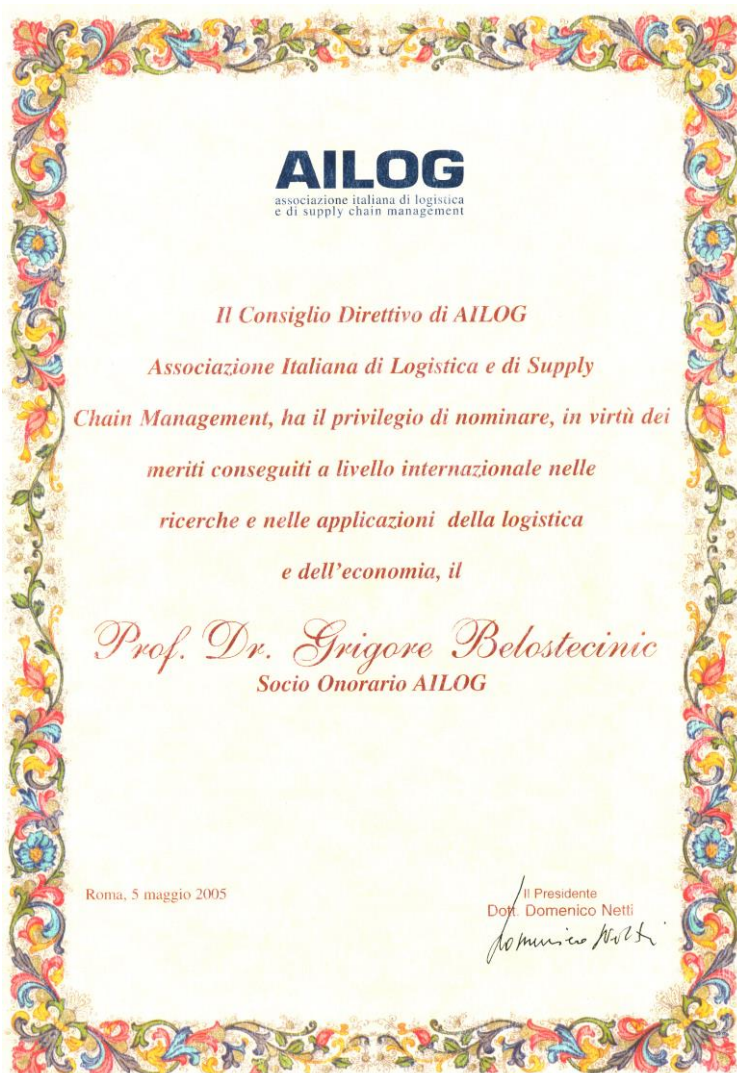 AILOG
associazione italiana di logistica
e di supply chain management
Il Consiglio Direttivo di AILOG
Associazione Italiana di Logistica e di Supply
Chain Management, ha il privilegio di nominare, in virtù dei
meriti conseguiti a livello internazionale nelle
ricerche e nelle applicazioni della logistica
e dell'economia, il
Prof. Dr. Grigore Belostecinic
Socio Onorario AILOG
Roma, 5 maggio 2005
Il Presidente
Dott. Domenico Netti
Domenico Netti